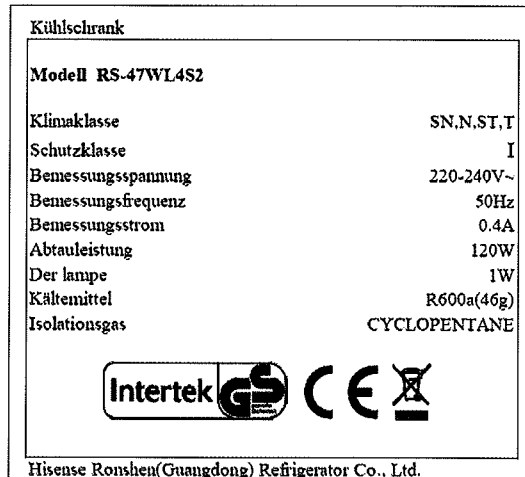 Kühlschrank
Modell RS-47WL4S2
Klimaklasse SN,N,ST,T
Schutzklasse I
Bemessungsspannung 220-240V~
Bemessungsfrequenz 50Hz
Bemessungsstrom 0.4A
Abtauleistung 120W
Der lampe 1W
Kältemittel R600a(46g)
Isolationsgas CYCLOPENTANE
Intertek GS CE
Hisense Ronshen(Guangdong) Refrigerator Co., Ltd.